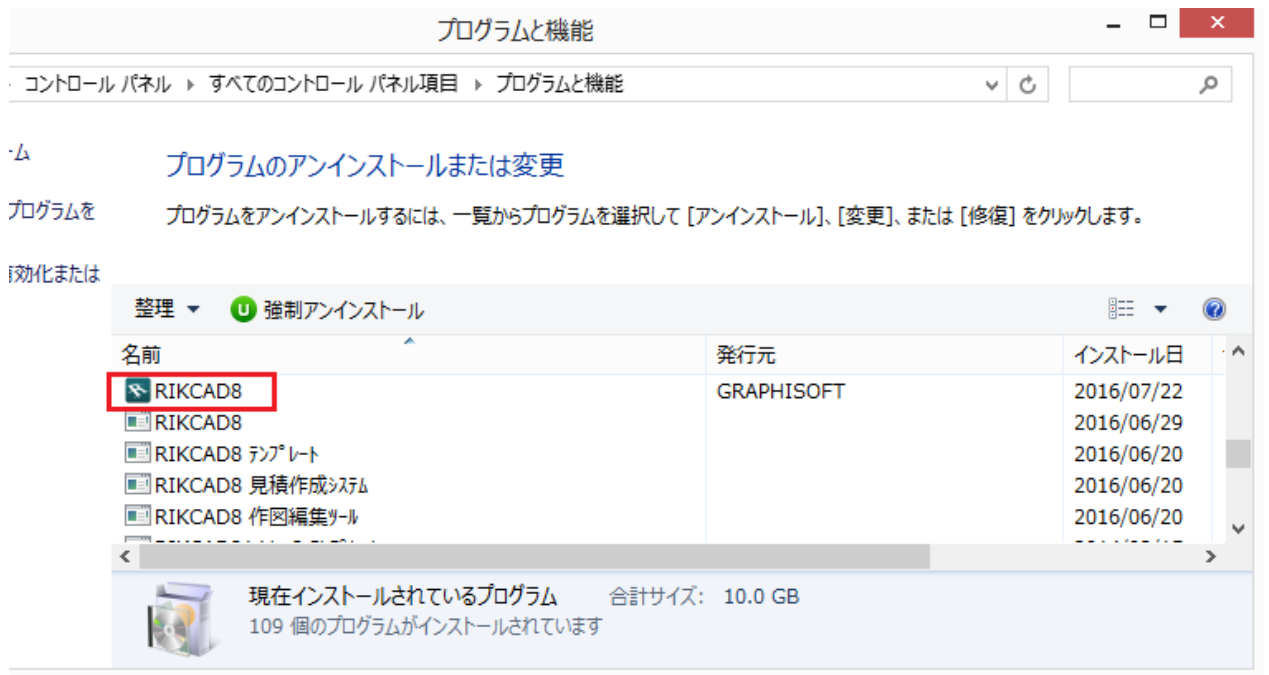 プログラムと機能
コントロール パネル ▸ すべてのコントロール パネル項目 ▸ プログラムと機能
ーム
プログラムを
有効化または
プログラムのアンインストールまたは変更
プログラムをアンインストールするには、一覧からプログラムを選択して [アンインストール]、[変更]、または [修復] をクリックします。
整理 強制アンインストール
名前 発行元 インストール日
RIKCAD8 GRAPHISOFT 2016/07/22
RIKCAD8 2016/06/29
RIKCAD8 ﾃﾝﾌﾟﾚｰﾄ 2016/06/20
RIKCAD8 見積作成ｼｽﾃﾑ 2016/06/20
RIKCAD8 作図編集ﾂｰﾙ 2016/06/20
現在インストールされているプログラム 合計サイズ: 10.0 GB
109 個のプログラムがインストールされています